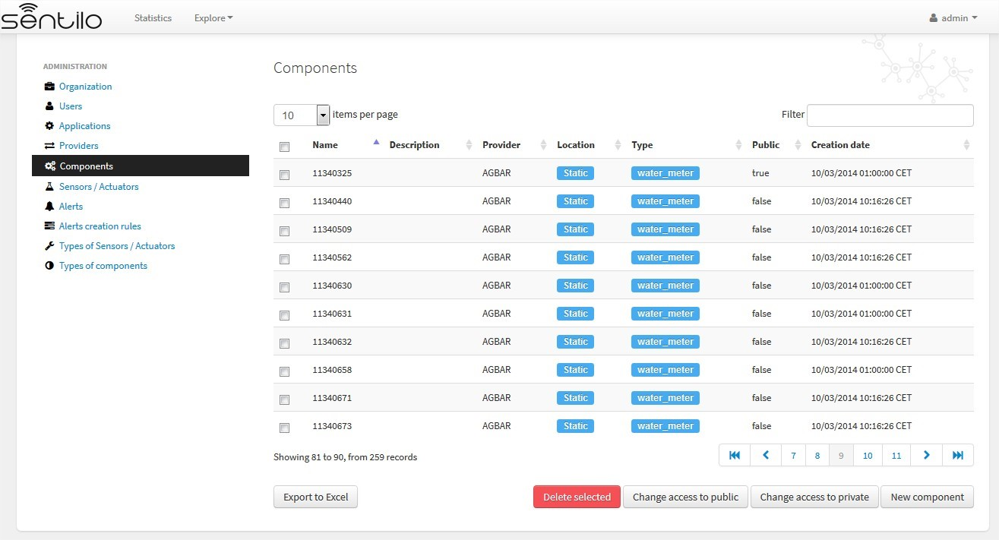 sentilo Statistics Explore admin
ADMINISTRATION
Organization
Users
Applications
Providers
Components
Sensors / Actuators
Alerts
Alerts creation rules
Types of Sensors / Actuators
Types of components
Components
10 items per page Filter
Name Description Provider Location Type Public Creation date
11340325 AGBAR Static water_meter true 10/03/2014 01:00:00 CET
11340440 AGBAR Static water_meter false 10/03/2014 10:16:26 CET
11340509 AGBAR Static water_meter false 10/03/2014 10:16:26 CET
11340562 AGBAR Static water_meter false 10/03/2014 10:16:26 CET
11340630 AGBAR Static water_meter false 10/03/2014 01:00:00 CET
11340631 AGBAR Static water_meter false 10/03/2014 01:00:00 CET
11340632 AGBAR Static water_meter false 10/03/2014 10:16:26 CET
11340658 AGBAR Static water_meter false 10/03/2014 01:00:00 CET
11340671 AGBAR Static water_meter false 10/03/2014 10:16:26 CET
11340673 AGBAR Static water_meter false 10/03/2014 10:16:26 CET
Showing 81 to 90, from 259 records 7 8 9 10 11
Export to Excel Delete selected Change access to public Change access to private New component